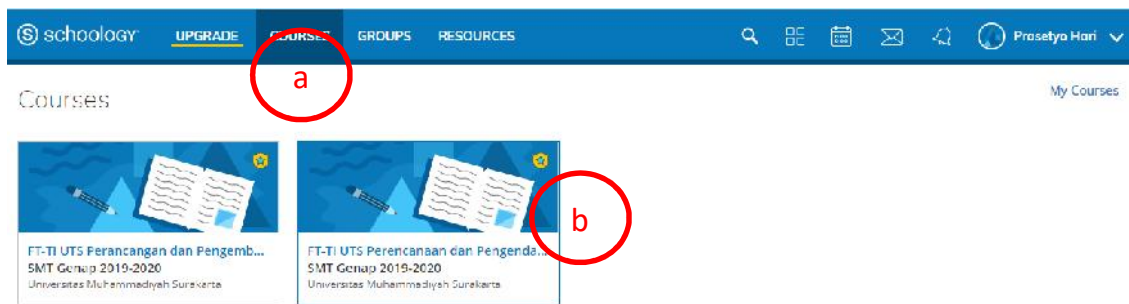 schoology UPGRADE COURSES GROUPS RESOURCES Prasetyo Hari
a
Courses
My Courses
b
FT-TI UTS Perancangan dan Pengemb...
SMT Genap 2019-2020
Universitas Muhammadiyah Surakarta
FT-TI UTS Perencanaan dan Pengenda...
SMT Genap 2019-2020
Universitas Muhammadiyah Surakarta